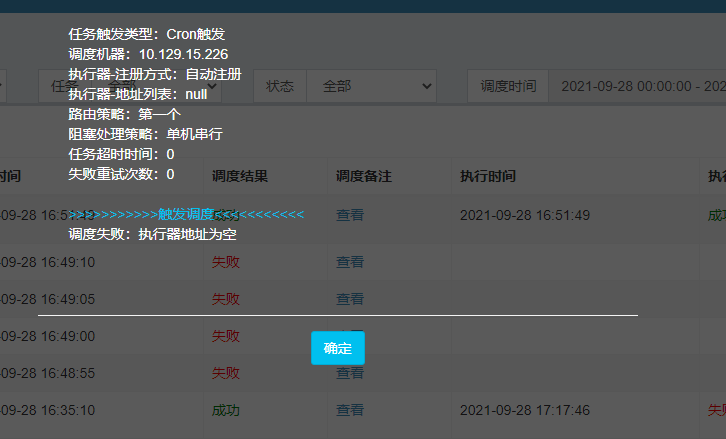 任务触发类型：Cron触发
调度机器：10.129.15.226
执行器-注册方式：自动注册
执行器-地址列表：null
路由策略：第一个
阻塞处理策略：单机串行
任务超时时间：0
失败重试次数：0
>>>>>>>>>>>触发调度<<<<<<<<<<<
调度失败：执行器地址为空
确定
任务 全部 状态 全部 调度时间 2021-09-28 00:00:00 - 202
时间 调度结果 调度备注 执行时间 执行
-09-28 16:51:49 成功 查看 2021-09-28 16:51:49 成功
-09-28 16:49:10 失败 查看
-09-28 16:49:05 失败 查看
-09-28 16:49:00 失败
-09-28 16:48:55 失败 查看
-09-28 16:35:10 成功 查看 2021-09-28 17:17:46 失败